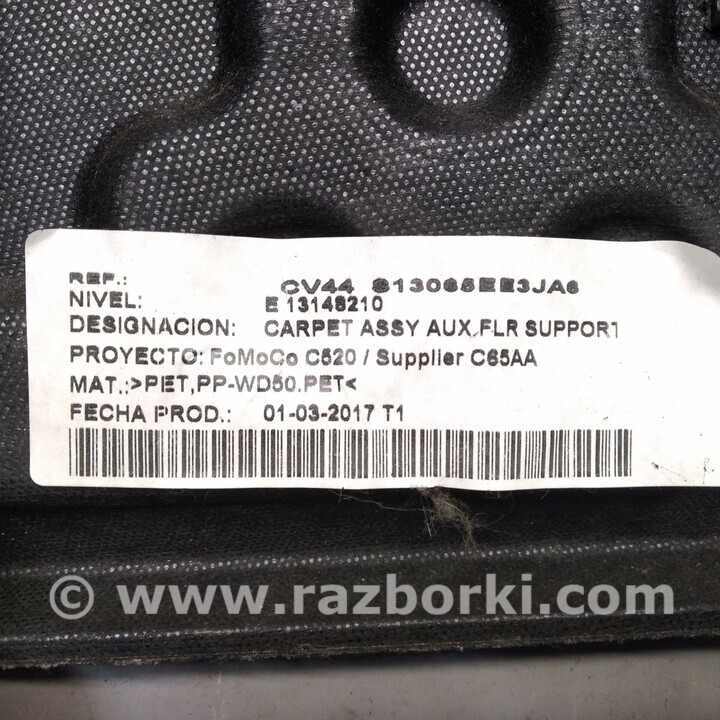 REF.: CV44 S13065EE3JA6
NIVEL: E 13148210
DESIGNACION: CARPET ASSY AUX.FLR SUPPORT
PROYECTO: FoMoCo C520 / Supplier C65AA
MAT.:>PET,PP-WD50.PET<
FECHA PROD.: 01-03-2017 T1
© www.razborki.com